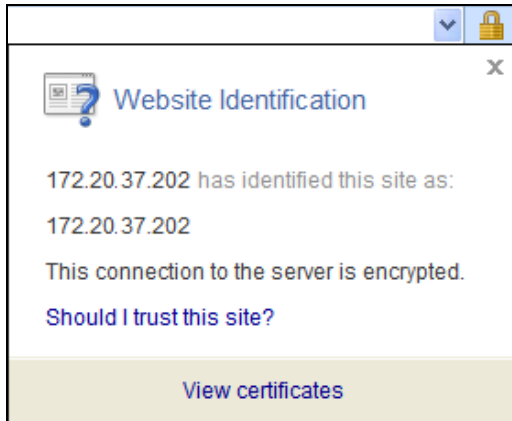 Website Identification
172.20.37.202 has identified this site as:
172.20.37.202
This connection to the server is encrypted.
Should I trust this site?
View certificates